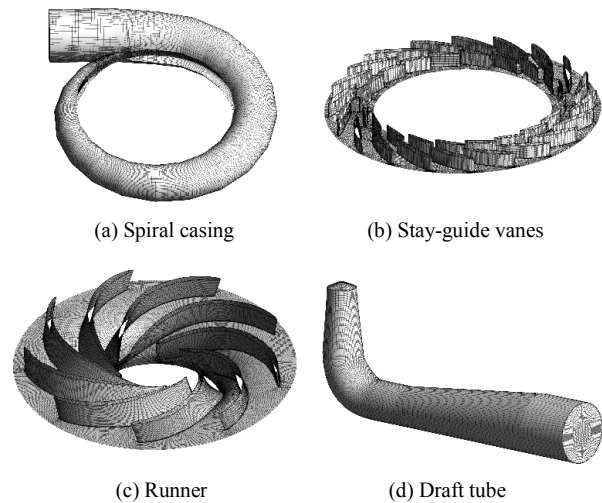 (a) Spiral casing
(b) Stay-guide vanes
(c) Runner
(d) Draft tube